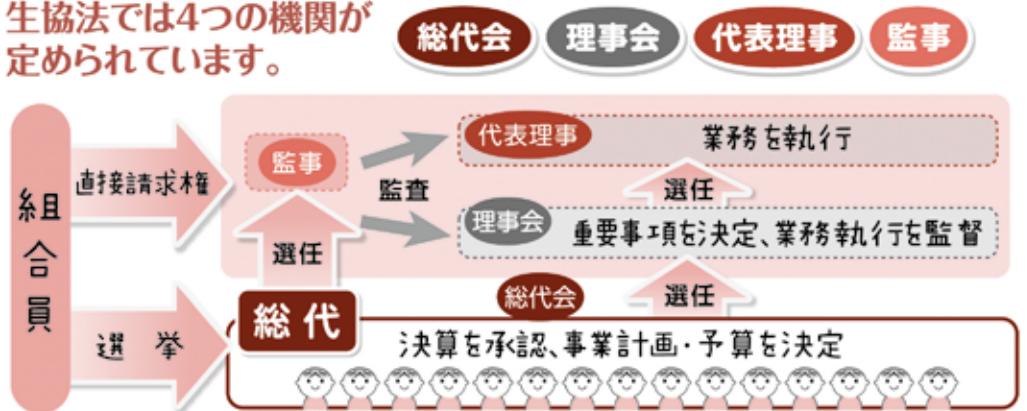 生協法では4つの機関が
定められています。
総代会 理事会 代表理事 監事
組合員
直接請求権
監事
監査
代表理事 業務を執行
選任
理事会 重要事項を決定、業務執行を監督
選任
総代会
選任
選挙
総代
決算を承認、事業計画・予算を決定